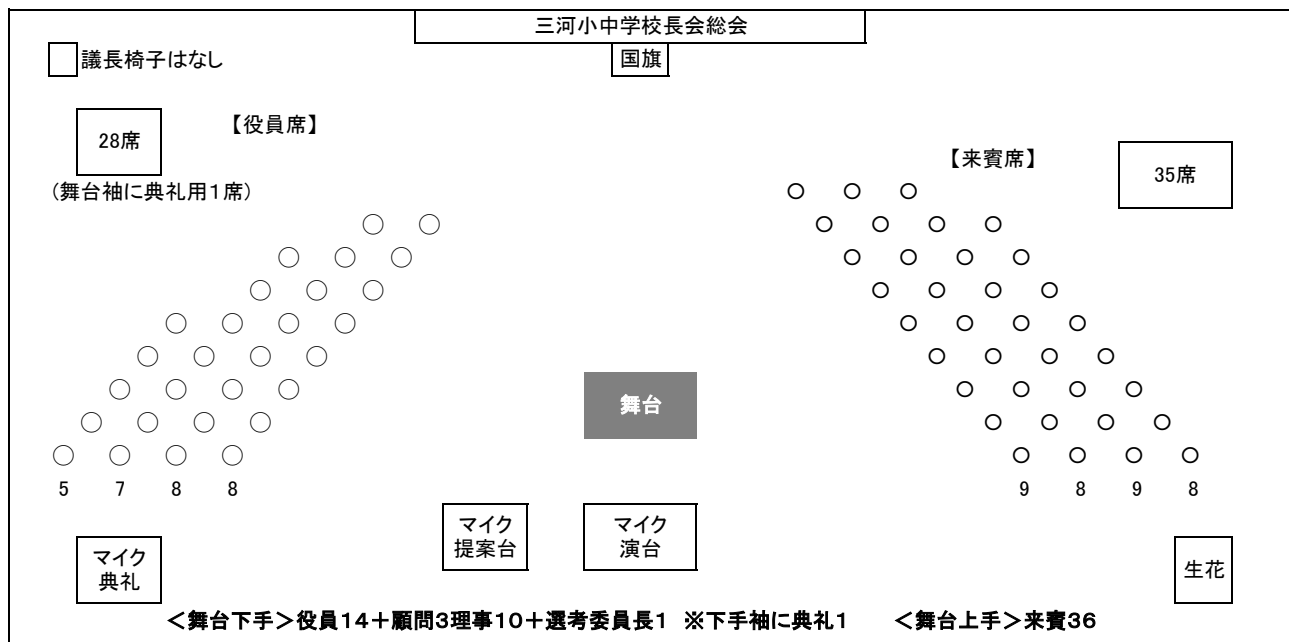 三河小中学校長会総会
国旗
議長椅子はなし
28席
【役員席】
【来賓席】
35席
(舞台袖に典礼用1席)
舞台
5 7 8 8
9 8 9 8
マイク
提案台
マイク
演台
マイク
典礼
生花
<舞台下手>役員14+顧問3理事10+選考委員長1 ※下手袖に典礼1 <舞台上手>来賓36